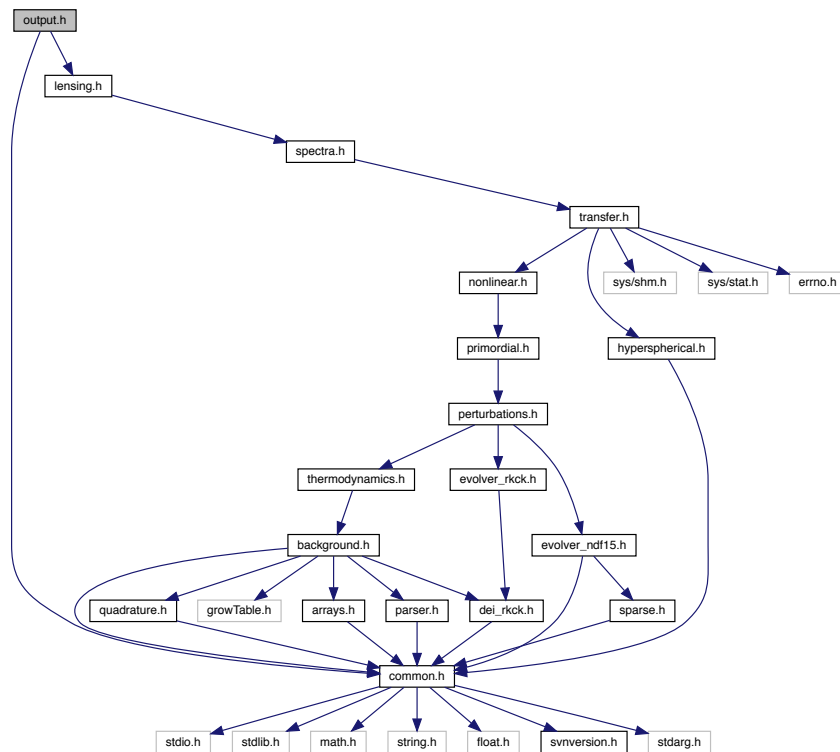 output.h
lensing.h
spectra.h
transfer.h
nonlinear.h
sys/shm.h
sys/stat.h
errno.h
primordial.h
hyperspherical.h
perturbations.h
thermodynamics.h
evolver_rkck.h
background.h
evolver_ndf15.h
quadrature.h
growTable.h
arrays.h
parser.h
dei_rkck.h
sparse.h
common.h
stdio.h
stdlib.h
math.h
string.h
float.h
svnversion.h
stdarg.h